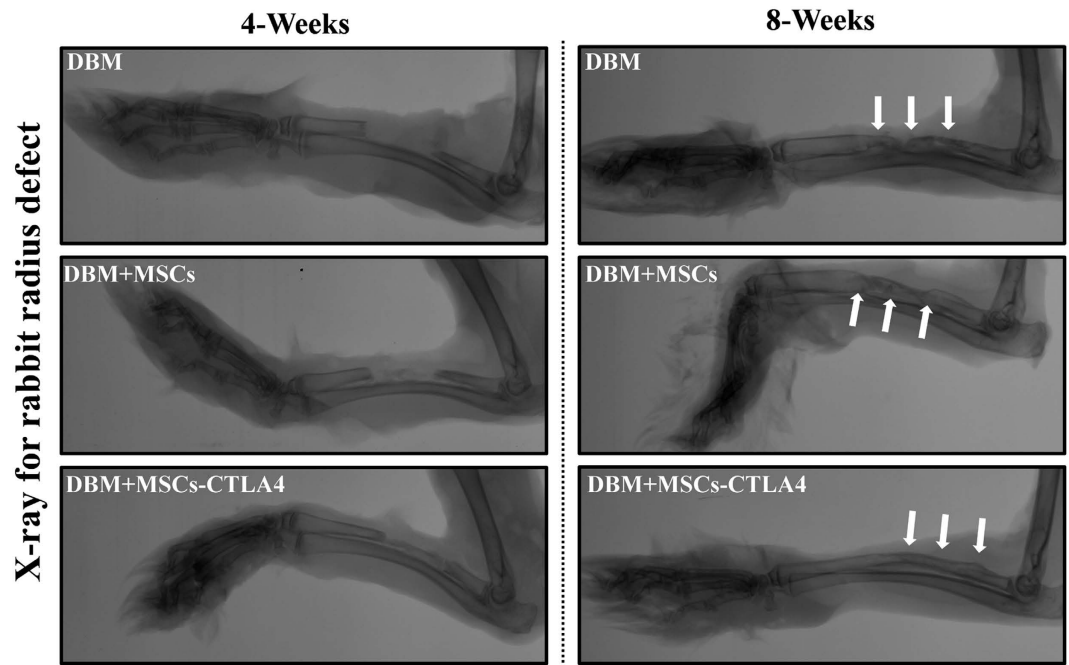 4-Weeks
8-Weeks
X-ray for rabbit radius defect
DBM
DBM
DBM+MSCs
DBM+MSCs
DBM+MSCs-CTLA4
DBM+MSCs-CTLA4